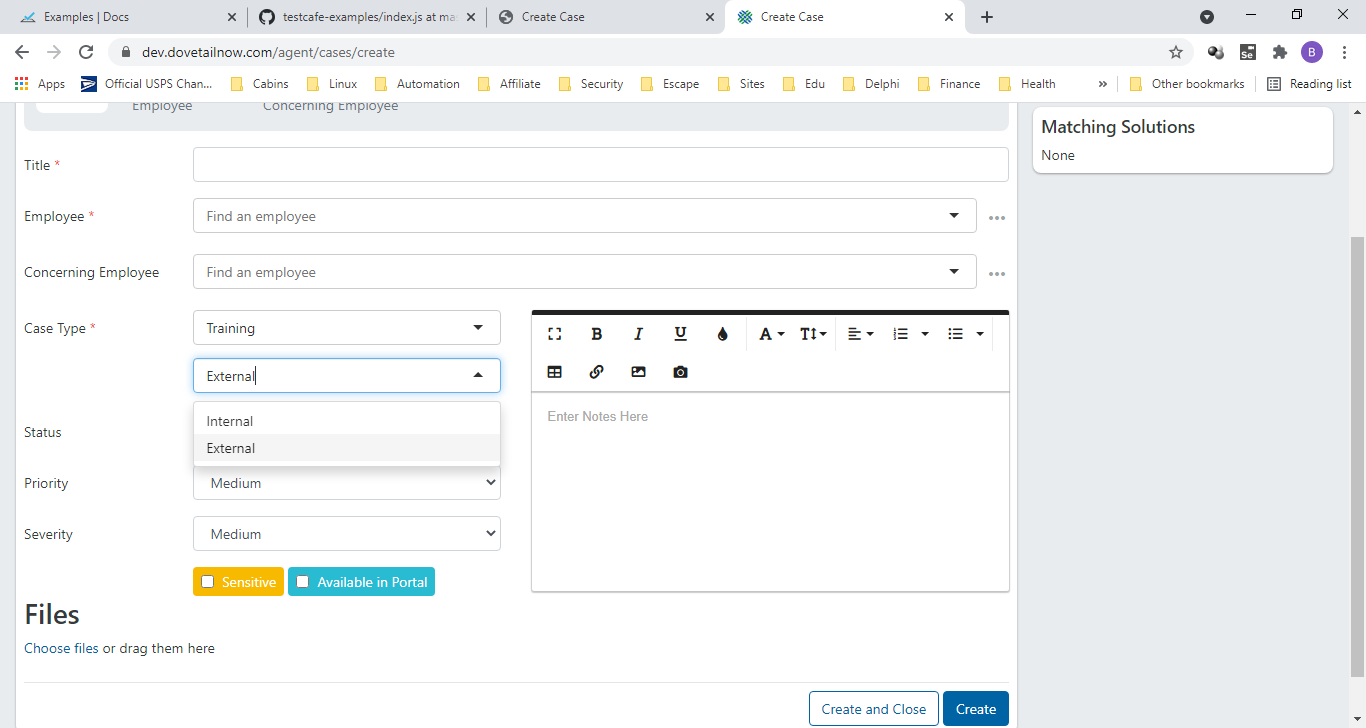 Examples | Docs
testcafe-examples/index.js at mas
Create Case
Create Case
dev.dovetailnow.com/agent/cases/create
B
Apps
Official USPS Chan...
Cabins
Linux
Automation
Affiliate
Security
Escape
Sites
Edu
Delphi
Finance
Health
»
Other bookmarks
Reading list
Employee
Concerning Employee
Matching Solutions
None
Title *
Employee *
Find an employee
Concerning Employee
Find an employee
Case Type *
Training
External
Internal
External
B I U A T
Enter Notes Here
Status
Priority
Medium
Severity
Medium
Sensitive
Available in Portal
Files
Choose files or drag them here
Create and Close
Create